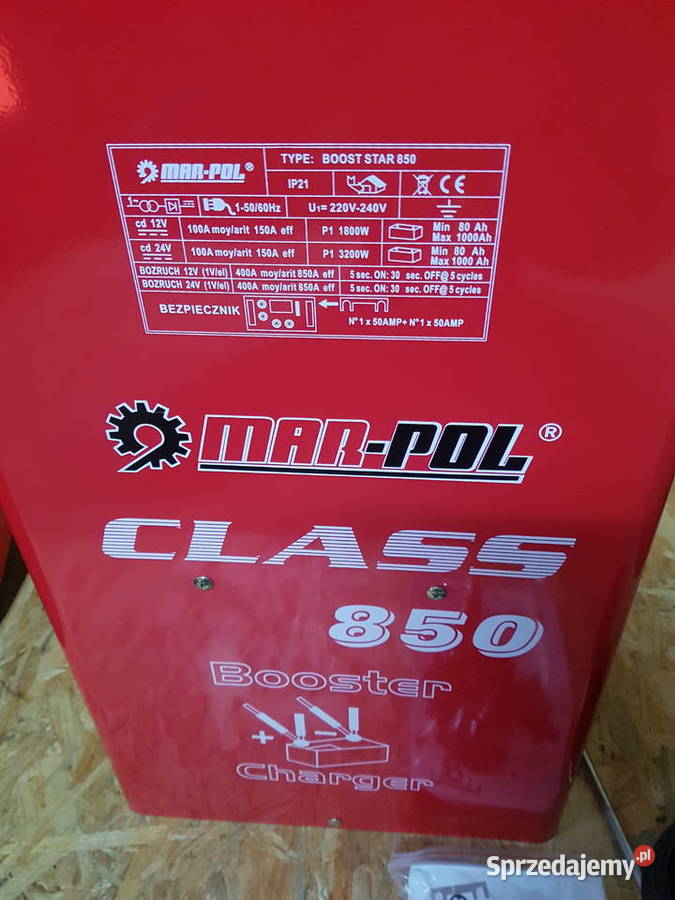 MAR-POL®
TYPE: BOOST STAR 850
IP21
CE
1~
1-50/60Hz
U1= 220V-240V
cd 12V
100A moy/arit 150A eff
P1 1800W
Min 80 Ah
Max 1000Ah
cd 24V
100A moy/arit 150A eff
P1 3200W
Min 80 Ah
Max 1000 Ah
BOZRUCH 12V (1V/el)
400A moy/arit 850A eff
5 sec. ON: 30 sec. OFF@5 cycles
BOZRUCH 24V (1V/el)
400A moy/arit 850A eff
5 sec. ON: 30 sec. OFF@5 cycles
BEZPIECZNIK
N°1 x 50AMP+ N°1 x 50AMP
MAR-POL®
CLASS
850
Booster
+ -
Charger
Sprzedajemy.pl